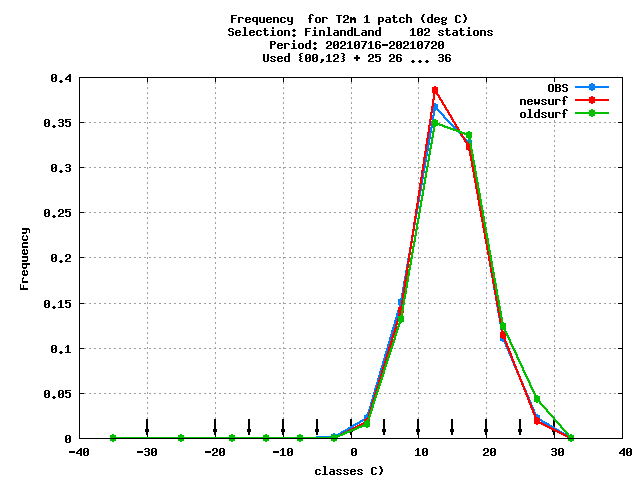 Frequency  for T2m 1 patch (deg C)
Selection: FinlandLand    102 stations
Period: 20210716-20210720
Used {00,12} + 25 26 ... 36
OBS
newsurf
oldsurf
0.4
0.35
0.3
0.25
0.2
0.15
0.1
0.05
0
Frequency
-40 -30 -20 -10 0 10 20 30 40
classes C)